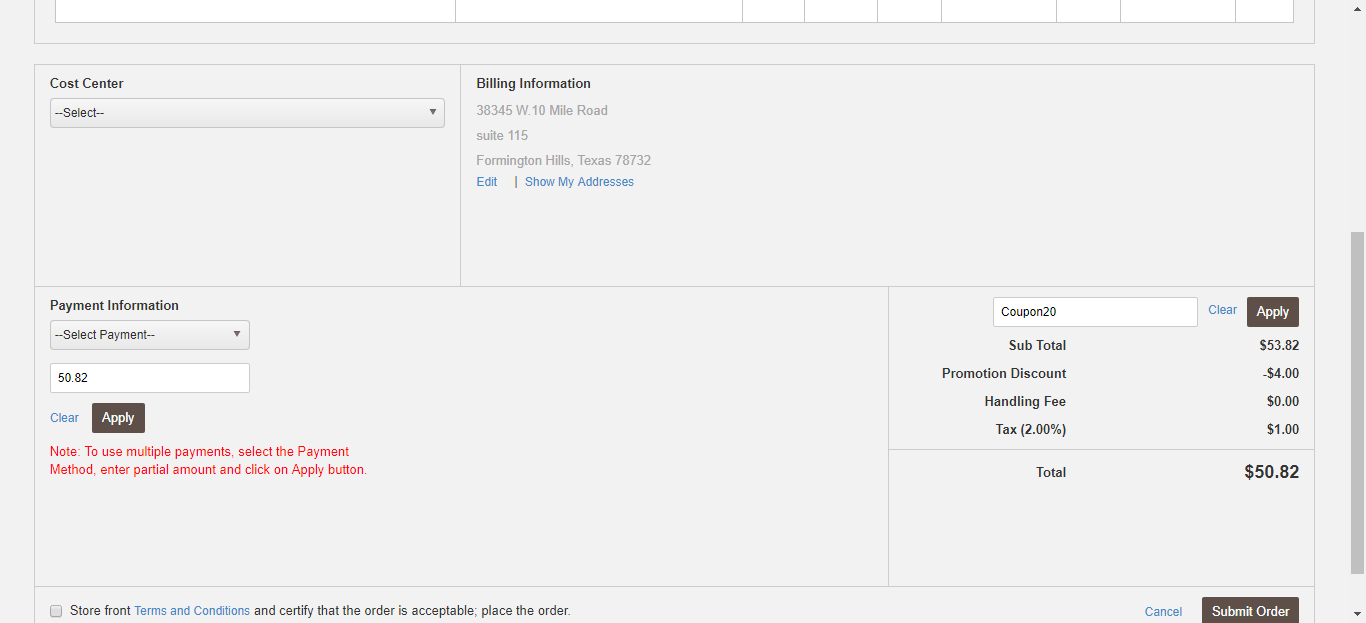 Cost Center
--Select--
Billing Information
38345 W.10 Mile Road
suite 115
Formington Hills, Texas 78732
Edit | Show My Addresses
Payment Information
--Select Payment--
50.82
Clear Apply
Note: To use multiple payments, select the Payment
Method, enter partial amount and click on Apply button.
Coupon20 Clear Apply
Sub Total $53.82
Promotion Discount -$4.00
Handling Fee $0.00
Tax (2.00%) $1.00
Total $50.82
Store front Terms and Conditions and certify that the order is acceptable; place the order.
Cancel Submit Order